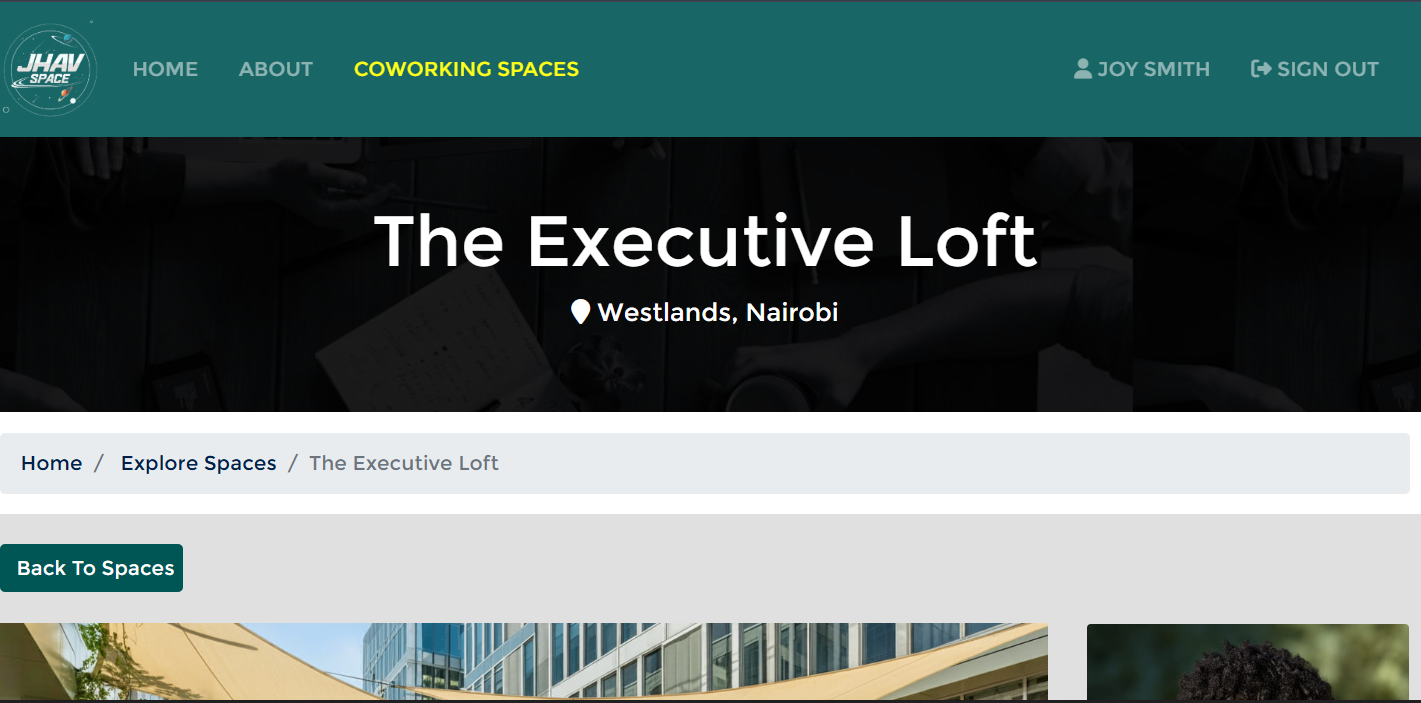 JHAV
SPACE
HOME
ABOUT
COWORKING SPACES
JOY SMITH
SIGN OUT
The Executive Loft
Westlands, Nairobi
Home / Explore Spaces / The Executive Loft
Back To Spaces